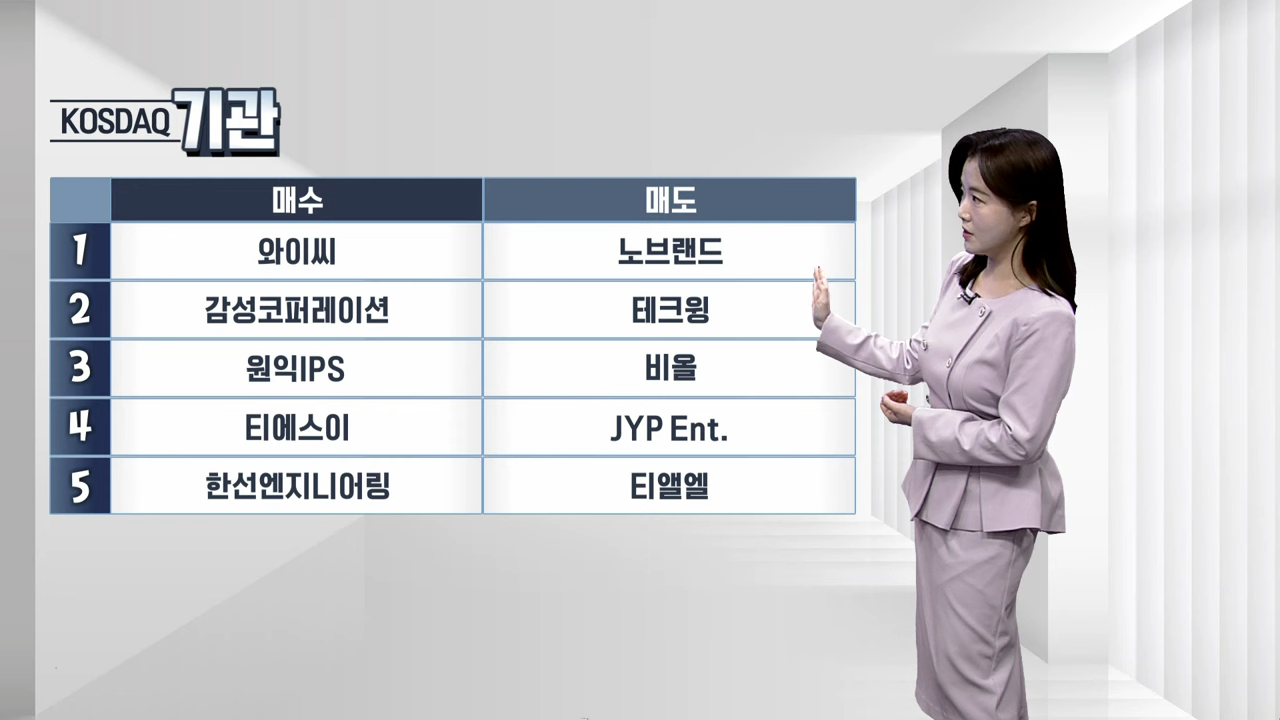 KOSDAQ 기관
매수 매도
1 와이씨 노브랜드
2 감성코퍼레이션 테크윙
3 원익IPS 비올
4 티에스이 JYP Ent.
5 한선엔지니어링 티앨엘